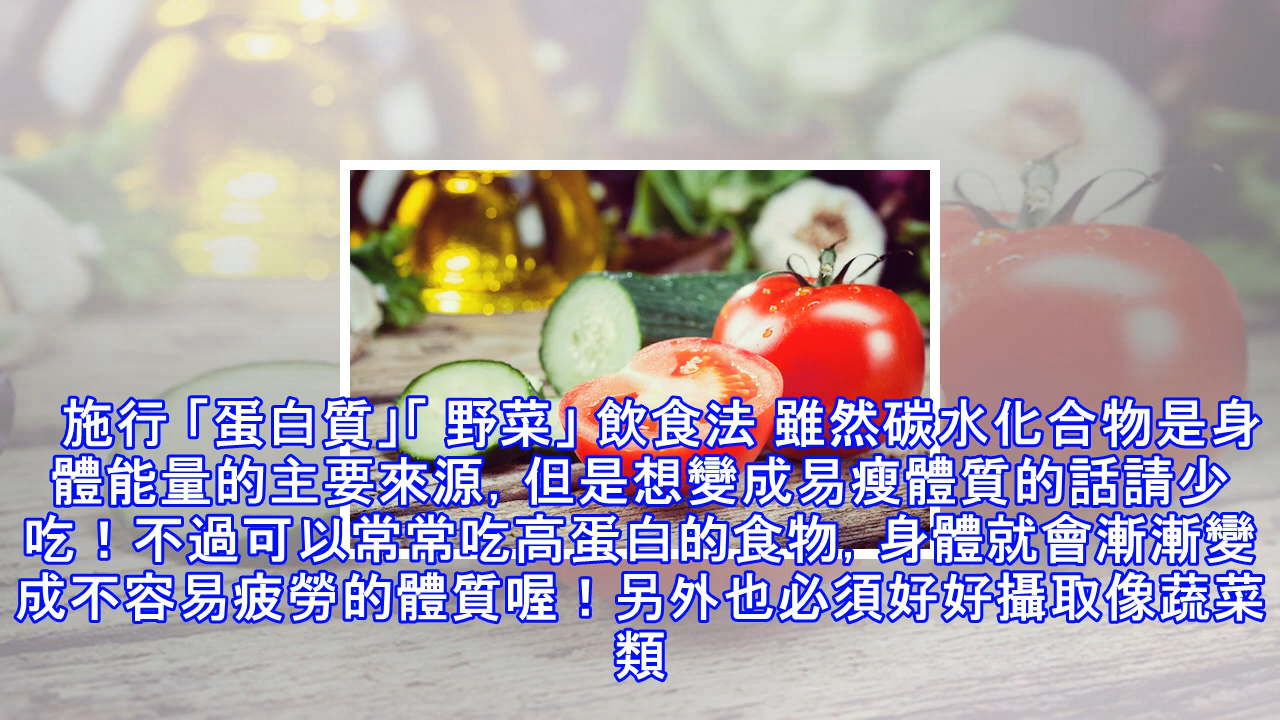 施行「蛋白質」「野菜」飲食法 雖然碳水化合物是身
體能量的主要來源, 但是想變成易瘦體質的話請少
吃！不過可以常常吃高蛋白的食物, 身體就會漸漸變
成不容易疲勞的體質喔！另外也必須好好攝取像蔬菜
類